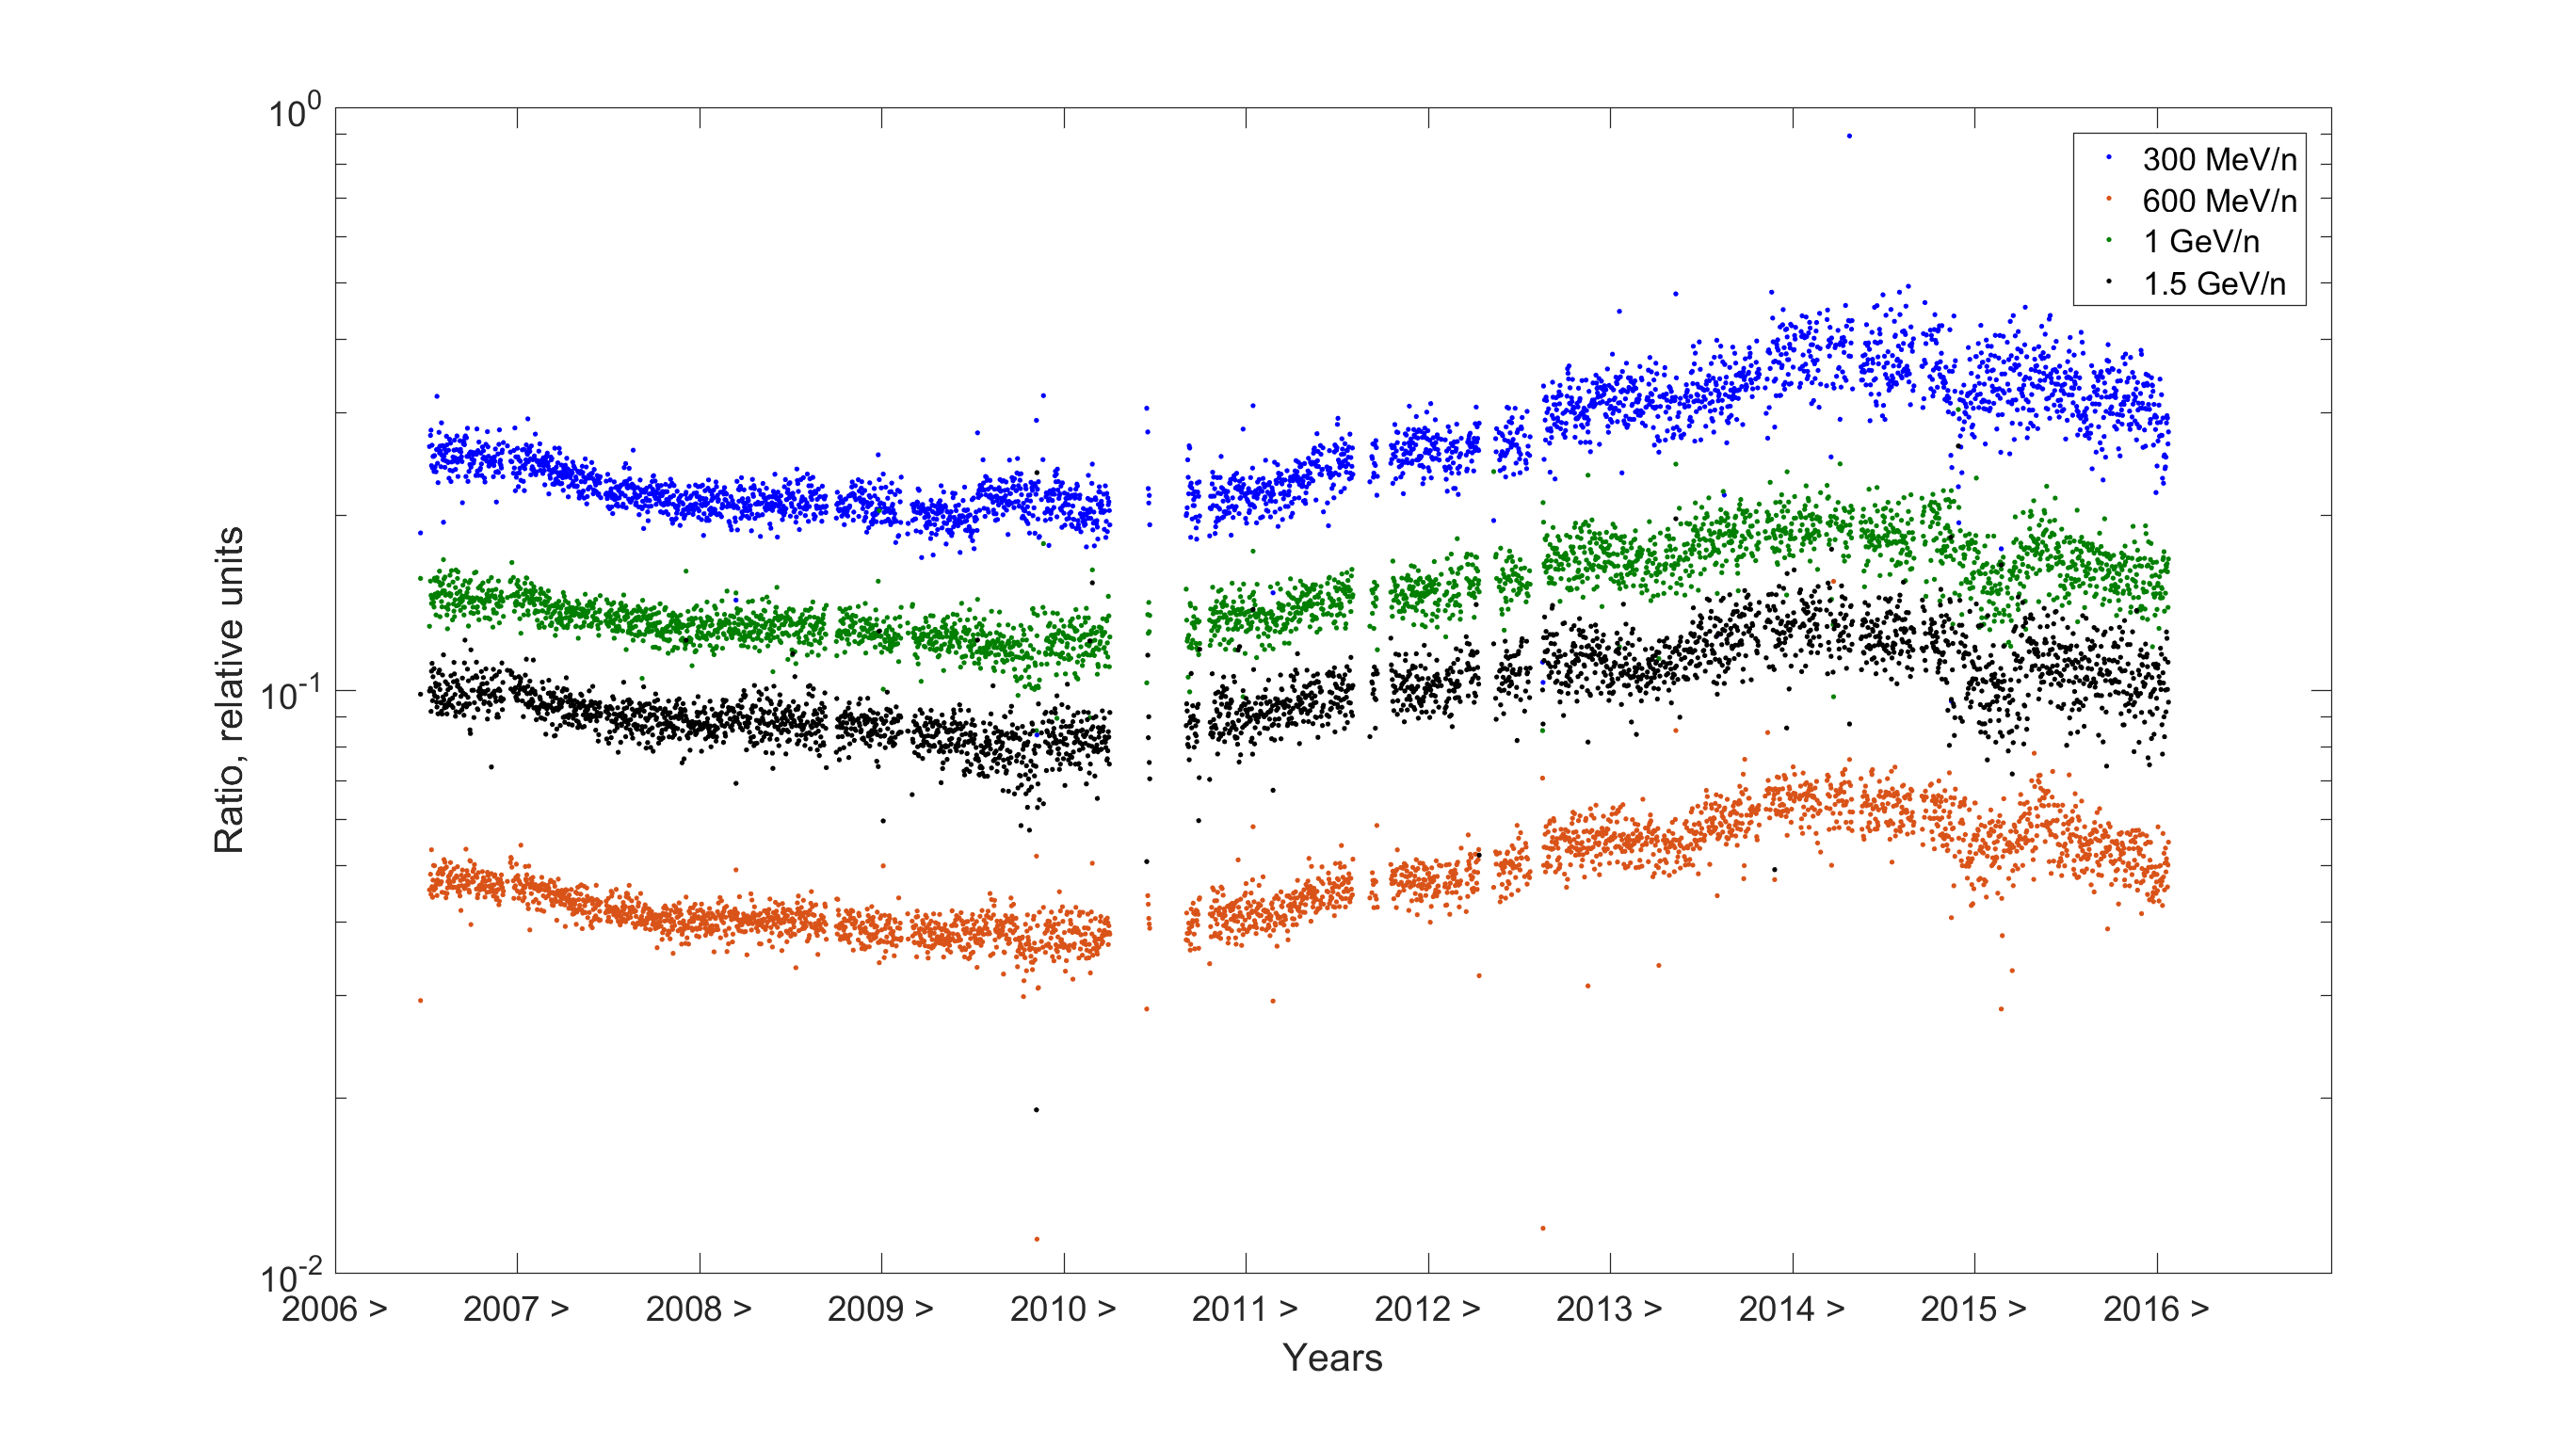 10^0
300 MeV/n
600 MeV/n
1 GeV/n
1.5 GeV/n
Ratio, relative units
10^-1
10^-2
2006 > 2007 > 2008 > 2009 > 2010 > 2011 > 2012 > 2013 > 2014 > 2015 > 2016 >
Years